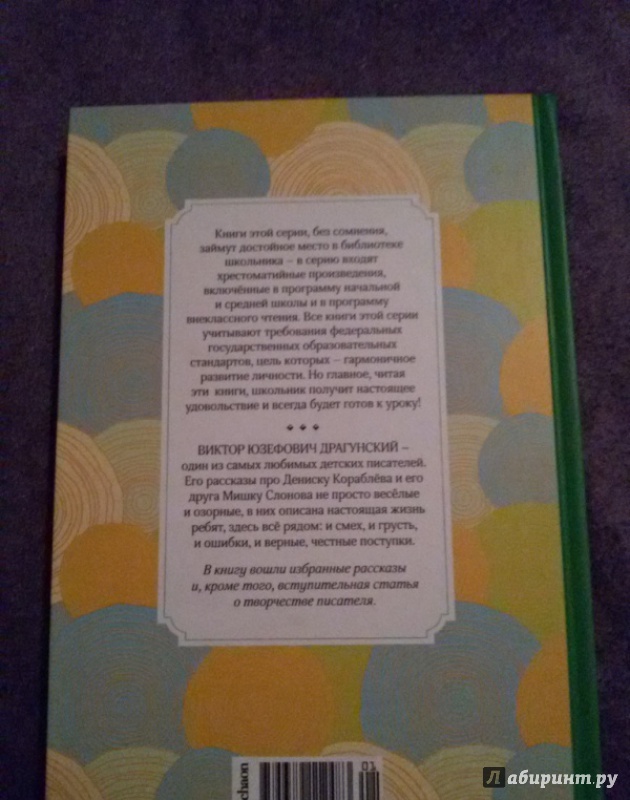 Книги этой серии, без сомнения,
займут достойное место в библиотеке
школьника – в серию входят
хрестоматийные произведения,
включённые в программу начальной
и средней школы и в программу
внеклассного чтения. Все книги этой серии
учитывают требования федеральных
государственных образовательных
стандартов, цель которых – гармоничное
развитие личности. Но главное, читая
эти книги, школьник получит настоящее
удовольствие и всегда будет готов к уроку!
ВИКТОР ЮЗЕФОВИЧ ДРАГУНСКИЙ –
один из самых любимых детских писателей.
Его рассказы про Дениску Кораблёва и его
друга Мишку Слонова не просто весёлые
и озорные, в них описана настоящая жизнь
ребят, здесь всё рядом: и смех, и грусть,
и ошибки, и верные, честные поступки.
В книгу вошли избранные рассказы
и, кроме того, вступительная статья
о творчестве писателя.
chaon
01
Лабиринт.ру